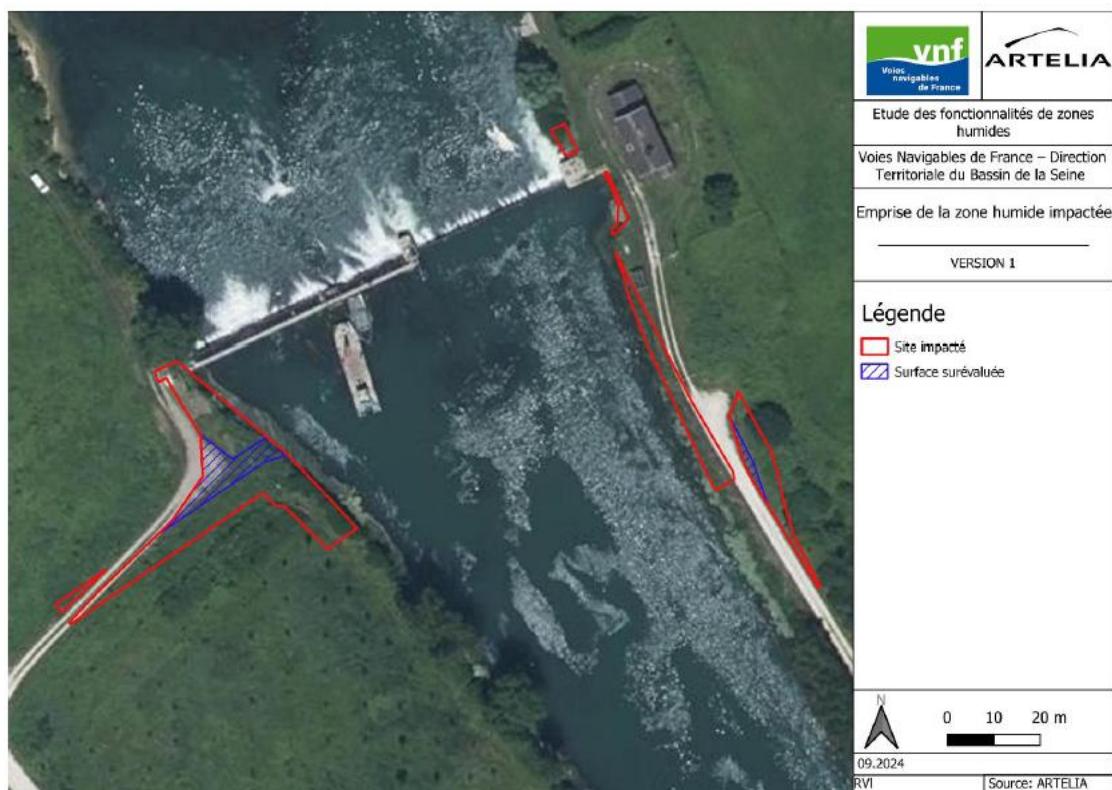 vnf
Voies
navigables
de France
ARTELIA
Etude des fonctionnalités de zones
humides
Voies Navigables de France – Direction
Territoriale du Bassin de la Seine
Emprise de la zone humide impactée
VERSION 1
Légende
Site impacté
Surface surévaluée
N
0 10 20 m
09.2024
RVI
Source: ARTELIA